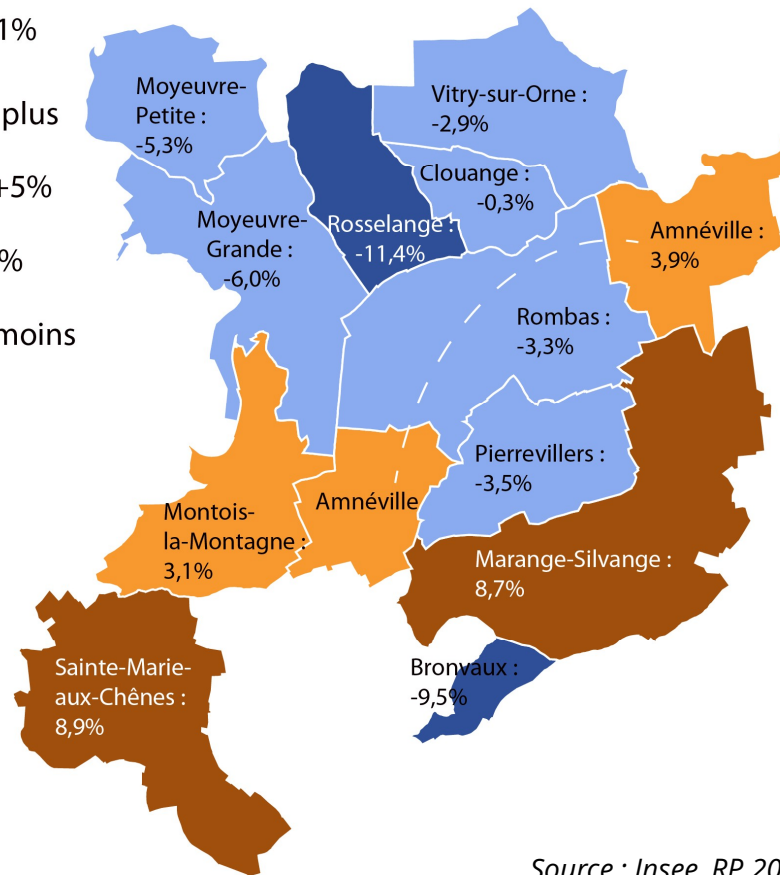 1%
plus
+5%
%
moins
Moyeuvre-
Petite :
-5,3%
Vitry-sur-Orne :
-2,9%
Clouange :
-0,3%
Moyeuvre-
Grande :
-6,0%
Rosselange :
-11,4%
Amnéville :
3,9%
Rombas :
-3,3%
Pierrevillers :
-3,5%
Amnéville
Montois-
la-Montagne :
3,1%
Marange-Silvange :
8,7%
Sainte-Marie-
aux-Chênes :
8,9%
Bronvaux :
-9,5%
Source : Insee, RP 20